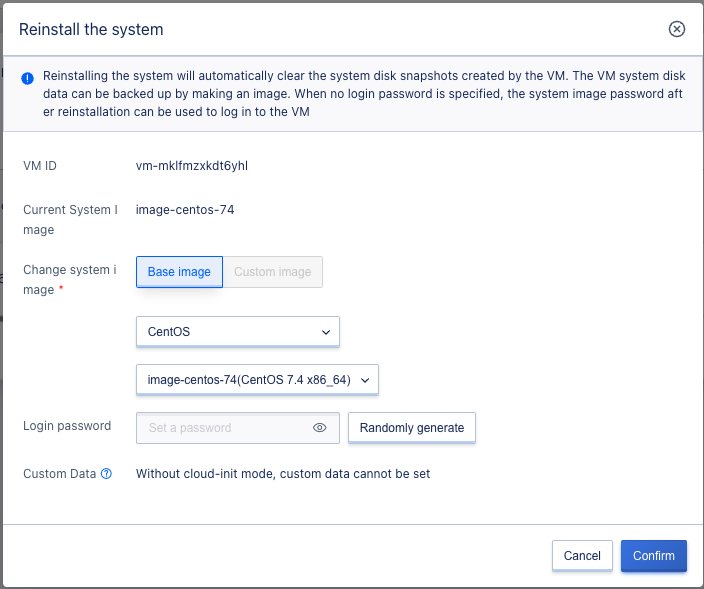 Reinstall the system
Reinstalling the system will automatically clear the system disk snapshots created by the VM. The VM system disk
data can be backed up by making an image. When no login password is specified, the system image password aft
er reinstallation can be used to log in to the VM
VM ID
vm-mklfmzxkdt6yhl
Current System I
mage
image-centos-74
Change system i
mage *
Base image
Custom image
CentOS
image-centos-74(CentOS 7.4 x86_64)
Login password
Set a password
Randomly generate
Custom Data
Without cloud-init mode, custom data cannot be set
Cancel
Confirm